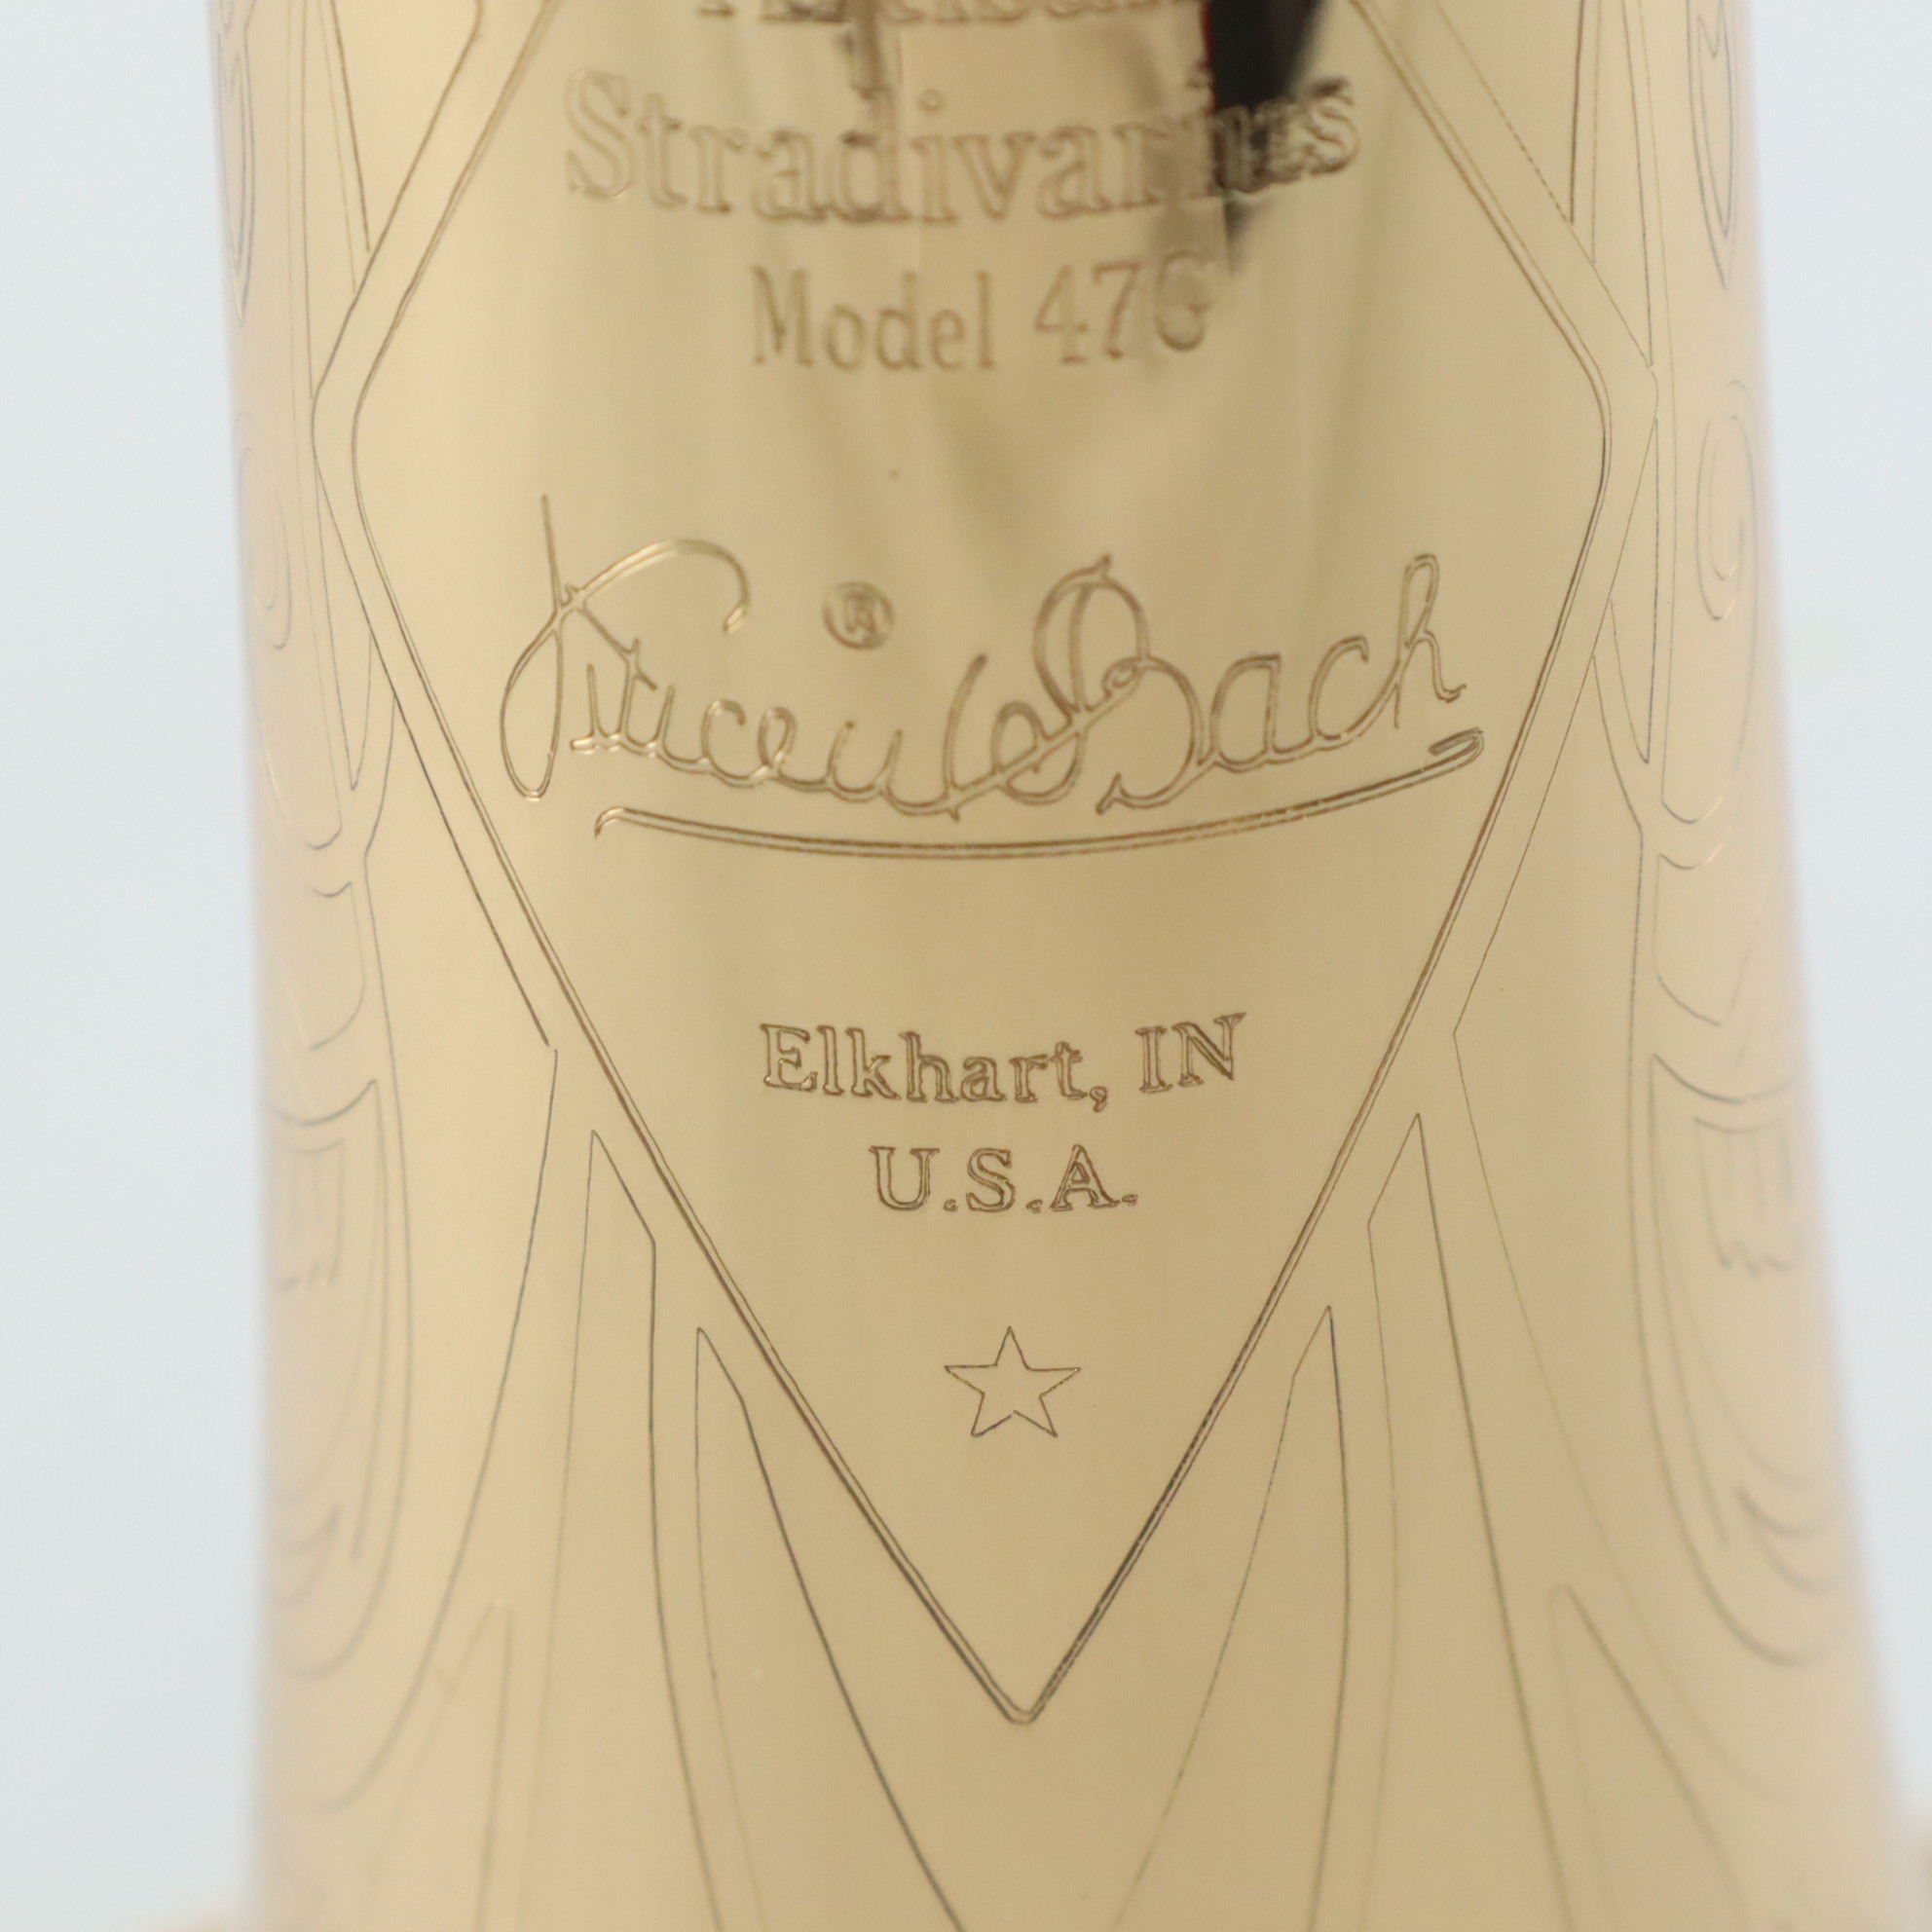 Stradivarius
Model 47G
Vincent Bach ®
Elkhart, IN
U.S.A.